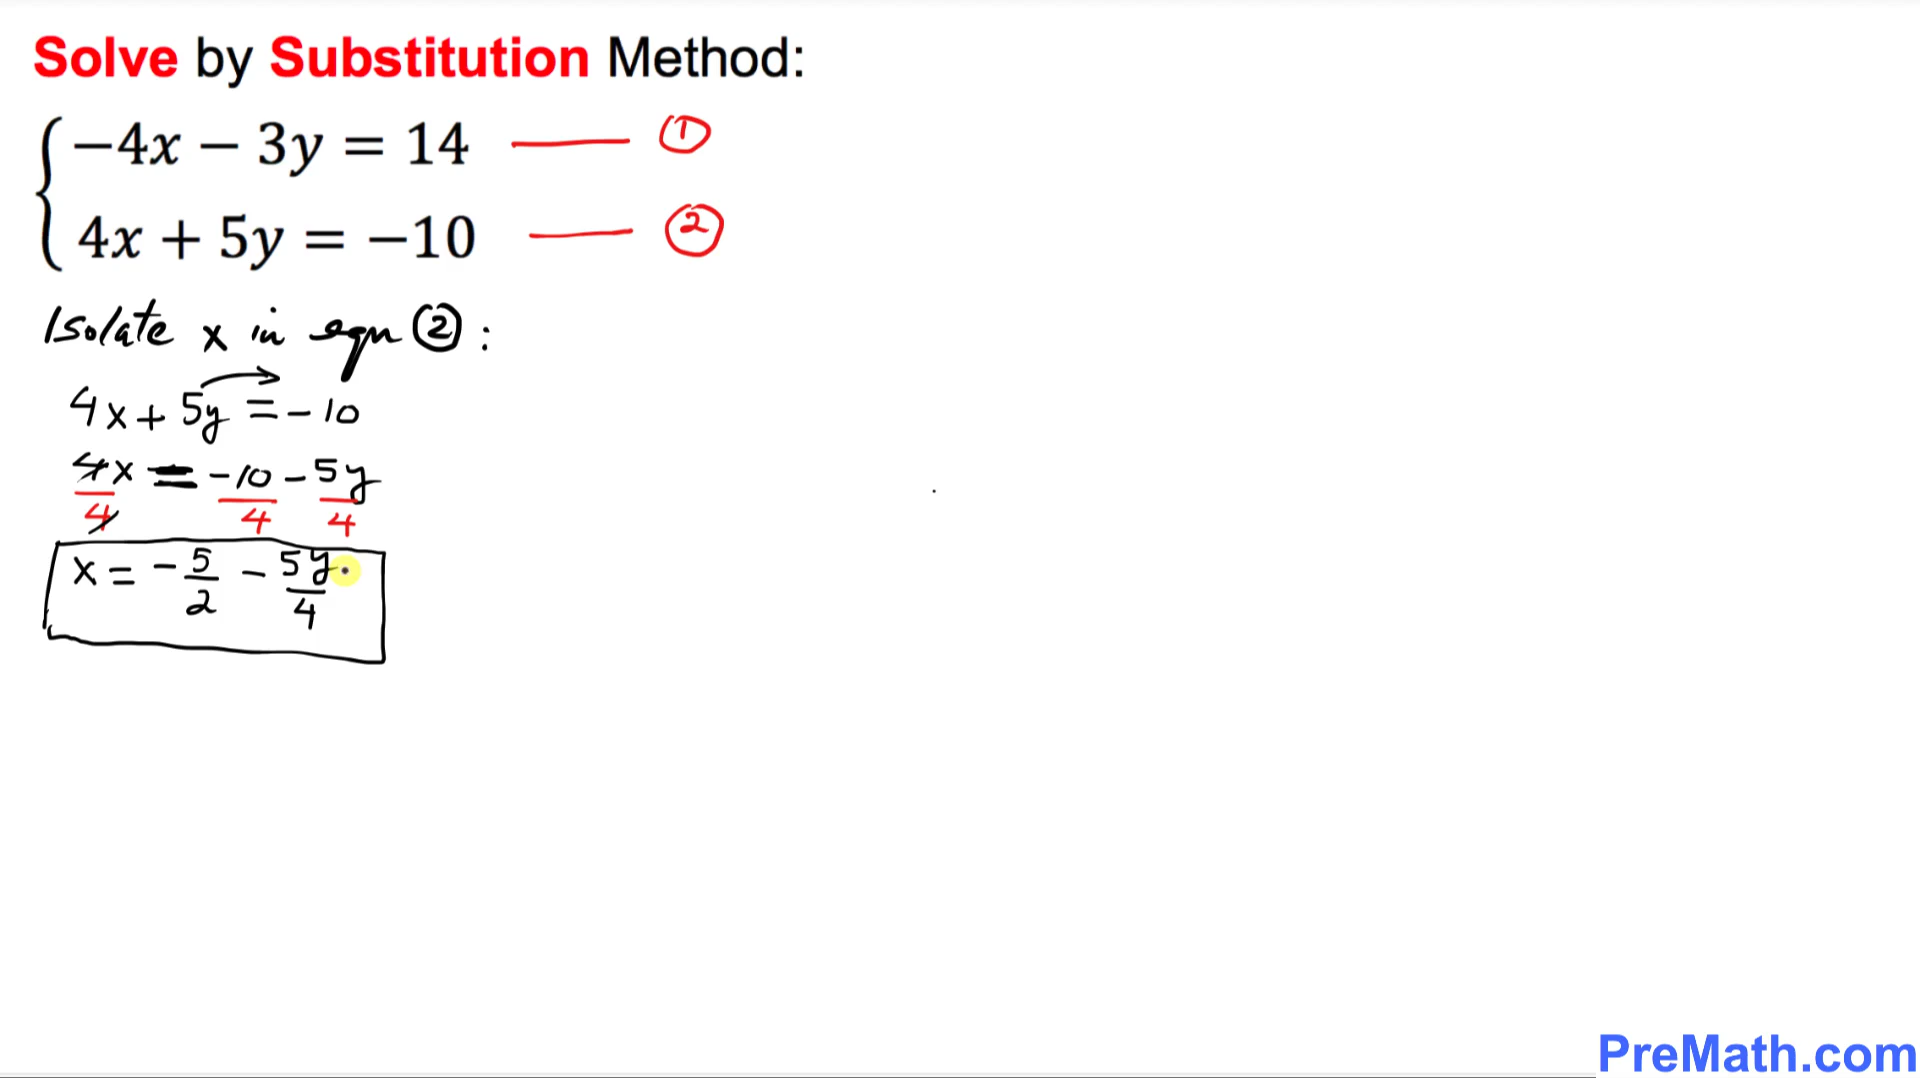 Solve by Substitution Method:
−4x − 3y = 14 —— ①
4x + 5y = −10 —— ②
Isolate x in eqn ② :
4x + 5y = -10
4x/4 = -10/4 - 5y/4
x = -5/2 - 5y/4
PreMath.com